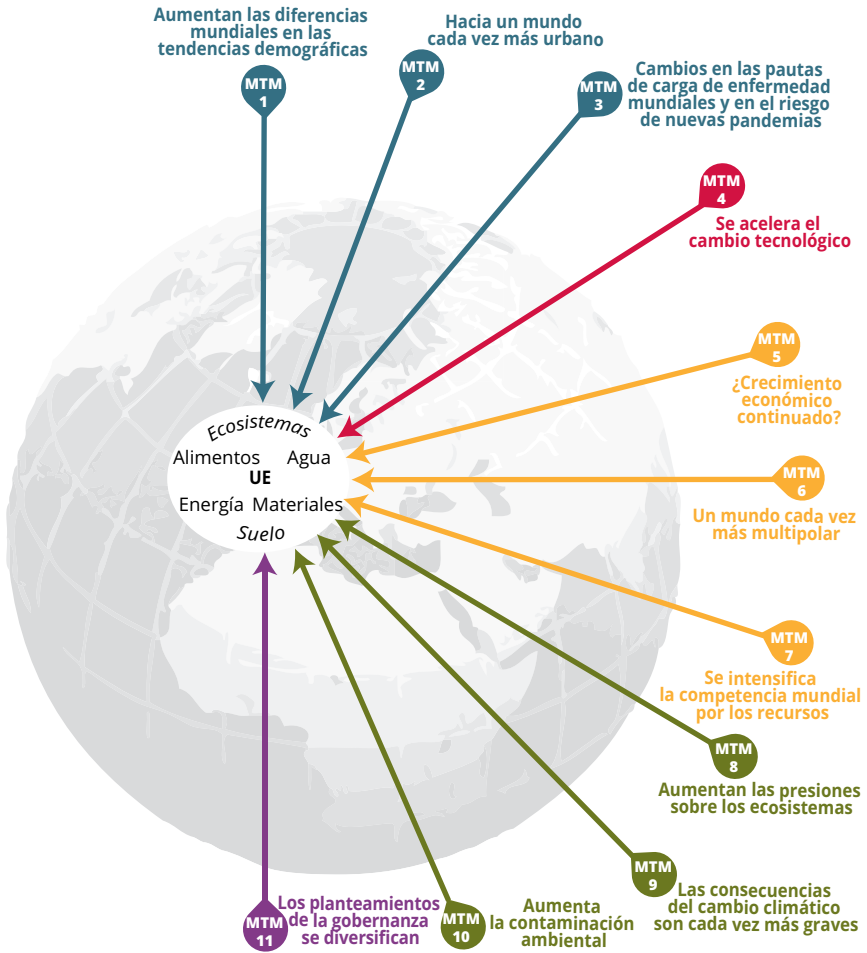 Aumentan las diferencias
mundiales en las
tendencias demográficas
MTM
1
Hacia un mundo
cada vez más urbano
MTM
2
Cambios en las pautas
de carga de enfermedad
mundiales y en el riesgo
de nuevas pandemias
MTM
3
MTM
4
Se acelera el
cambio tecnológico
MTM
5
¿Crecimiento
económico
continuado?
MTM
6
Un mundo cada vez
más multipolar
MTM
7
Se intensifica
la competencia mundial
por los recursos
MTM
8
Aumentan las presiones
sobre los ecosistemas
MTM
9
Las consecuencias
del cambio climático
son cada vez más graves
MTM
10
Aumenta
la contaminación
ambiental
MTM
11
Los planteamientos
de la gobernanza
se diversifican
Ecosistemas
Alimentos Agua
UE
Energía Materiales
Suelo